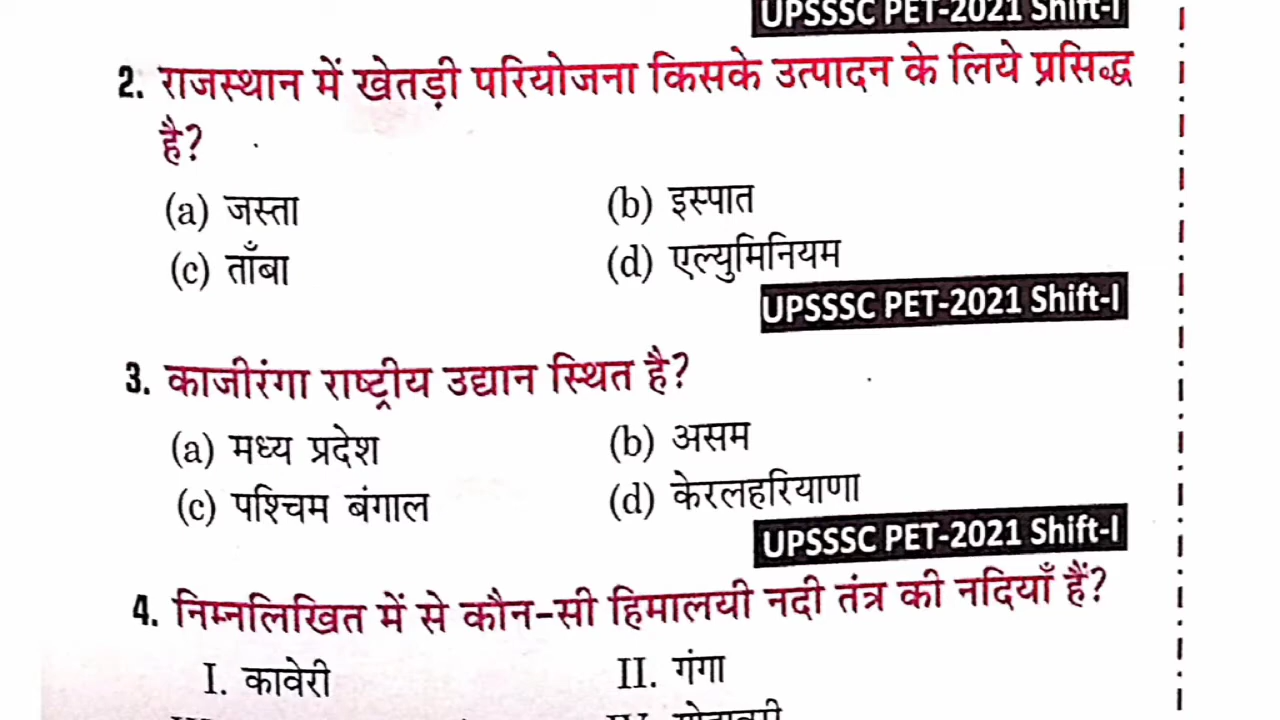 UPSSSC PET-2021 Shift-I
2. राजस्थान में खेतड़ी परियोजना किसके उत्पादन के लिये प्रसिद्ध
है?
(a) जस्ता (b) इस्पात
(c) ताँबा (d) एल्युमिनियम
UPSSSC PET-2021 Shift-I
3. काजीरंगा राष्ट्रीय उद्यान स्थित है?
(a) मध्य प्रदेश (b) असम
(c) पश्चिम बंगाल (d) केरलहरियाणा
UPSSSC PET-2021 Shift-I
4. निम्नलिखित में से कौन-सी हिमालयी नदी तंत्र की नदियाँ हैं?
I. कावेरी II. गंगा